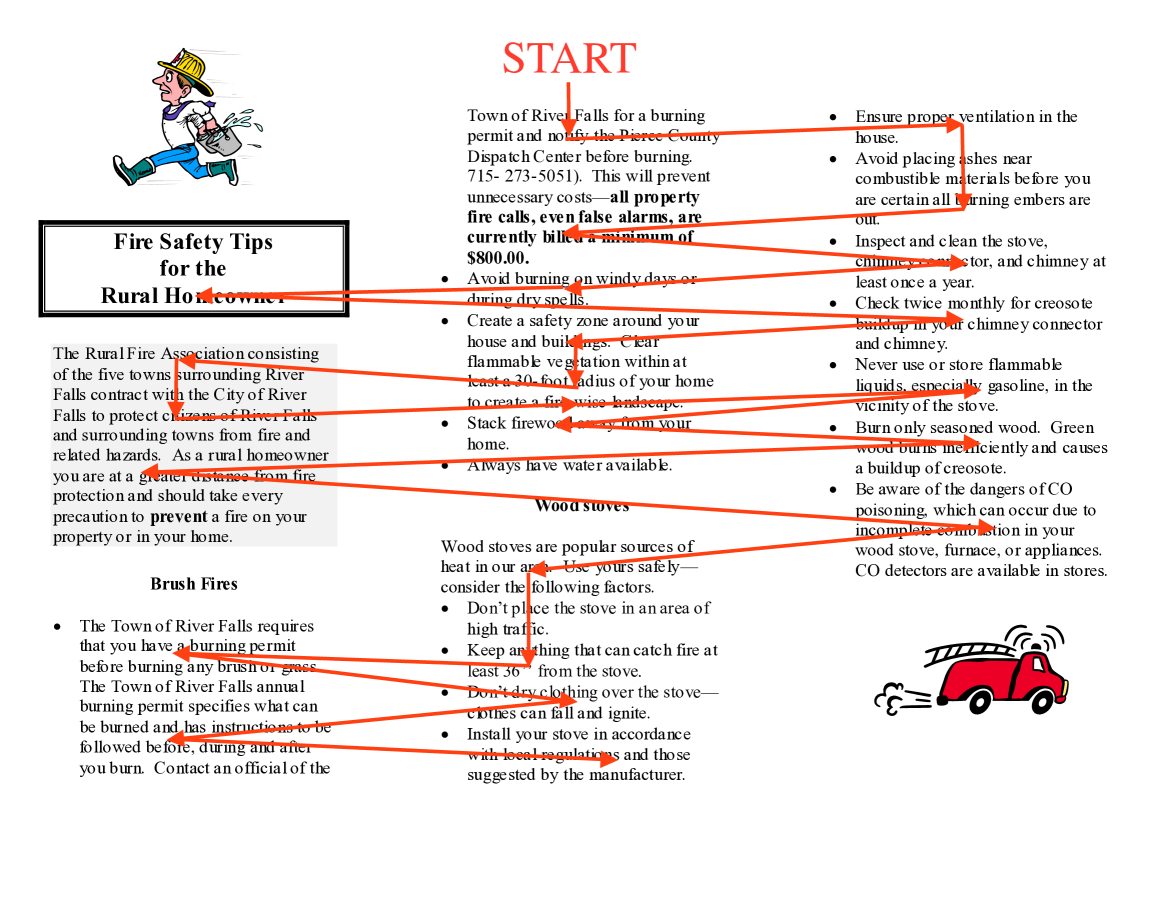 START
Fire Safety Tips
for the
Rural Homeowner
The Rural Fire Association consisting
of the five towns surrounding River
Falls contract with the City of River
Falls to protect citizens of River Falls
and surrounding towns from fire and
related hazards. As a rural homeowner
you are at a greater distance from fire
protection and should take every
precaution to prevent a fire on your
property or in your home.
Brush Fires
• The Town of River Falls requires
that you have a burning permit
before burning any brush or grass.
The Town of River Falls annual
burning permit specifies what can
be burned and has instructions to be
followed before, during and after
you burn. Contact an official of the
Town of River Falls for a burning
permit and notify the Pierce County
Dispatch Center before burning.
715- 273-5051). This will prevent
unnecessary costs—all property
fire calls, even false alarms, are
currently billed a minimum of
$800.00.
• Avoid burning on windy days or
during dry spells.
• Create a safety zone around your
house and buildings. Clear
flammable vegetation within at
least a 30-foot radius of your home
to create a fire-wise landscape.
• Stack firewood away from your
home.
• Always have water available.
Wood stoves
Wood stoves are popular sources of
heat in our area. Use yours safely—
consider the following factors.
• Don't place the stove in an area of
high traffic.
• Keep anything that can catch fire at
least 36" from the stove.
• Don't dry clothing over the stove—
clothes can fall and ignite.
• Install your stove in accordance
with local regulations and those
suggested by the manufacturer.
• Ensure proper ventilation in the
house.
• Avoid placing ashes near
combustible materials before you
are certain all burning embers are
out.
• Inspect and clean the stove,
chimney connector, and chimney at
least once a year.
• Check twice monthly for creosote
buildup in your chimney connector
and chimney.
• Never use or store flammable
liquids, especially gasoline, in the
vicinity of the stove.
• Burn only seasoned wood. Green
wood burns inefficiently and causes
a buildup of creosote.
• Be aware of the dangers of CO
poisoning, which can occur due to
incomplete combustion in your
wood stove, furnace, or appliances.
CO detectors are available in stores.